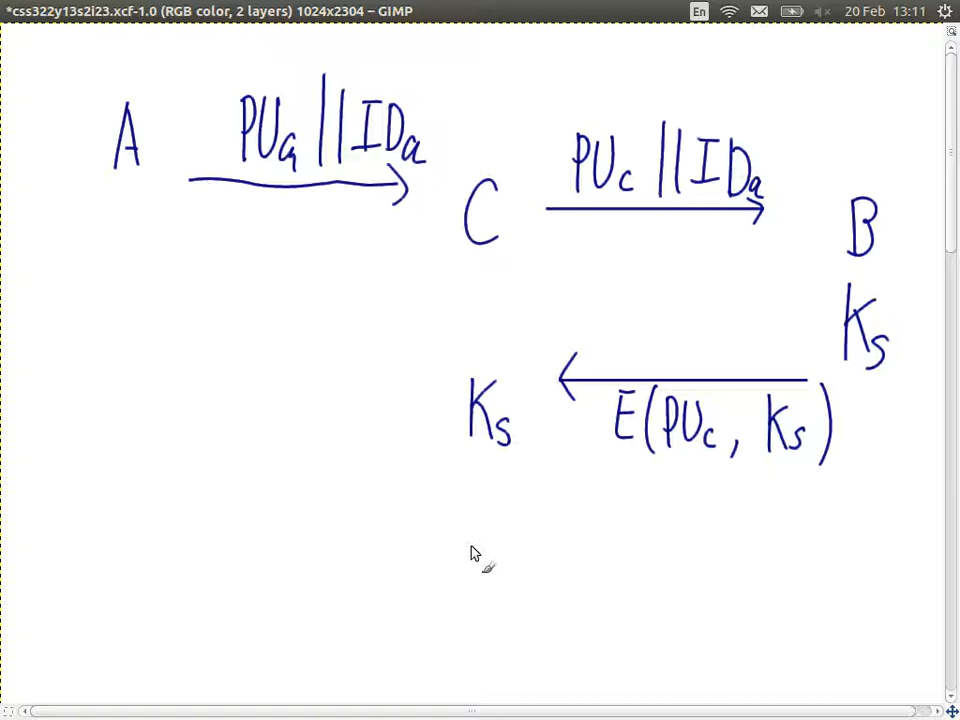 *css322y13s2i23.xcf-1.0 (RGB color, 2 layers) 1024x2304 – GIMP
En
20 Feb 13:11
A
PUa || IDa
C
PUc || IDa
B
Ks
E(PUc, Ks)
Ks